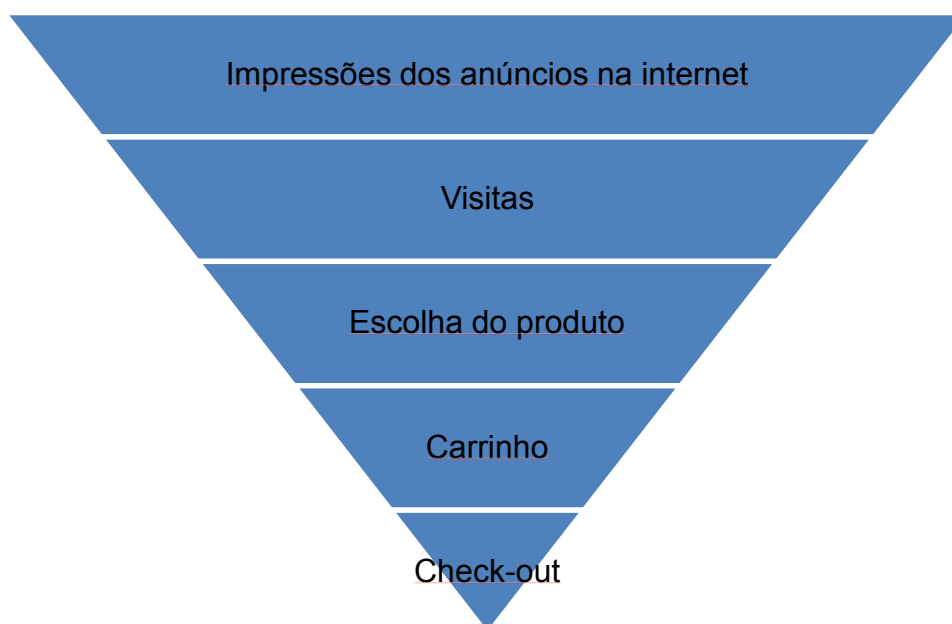 Impressões dos anúncios na internet
Visitas
Escolha do produto
Carrinho
Check-out